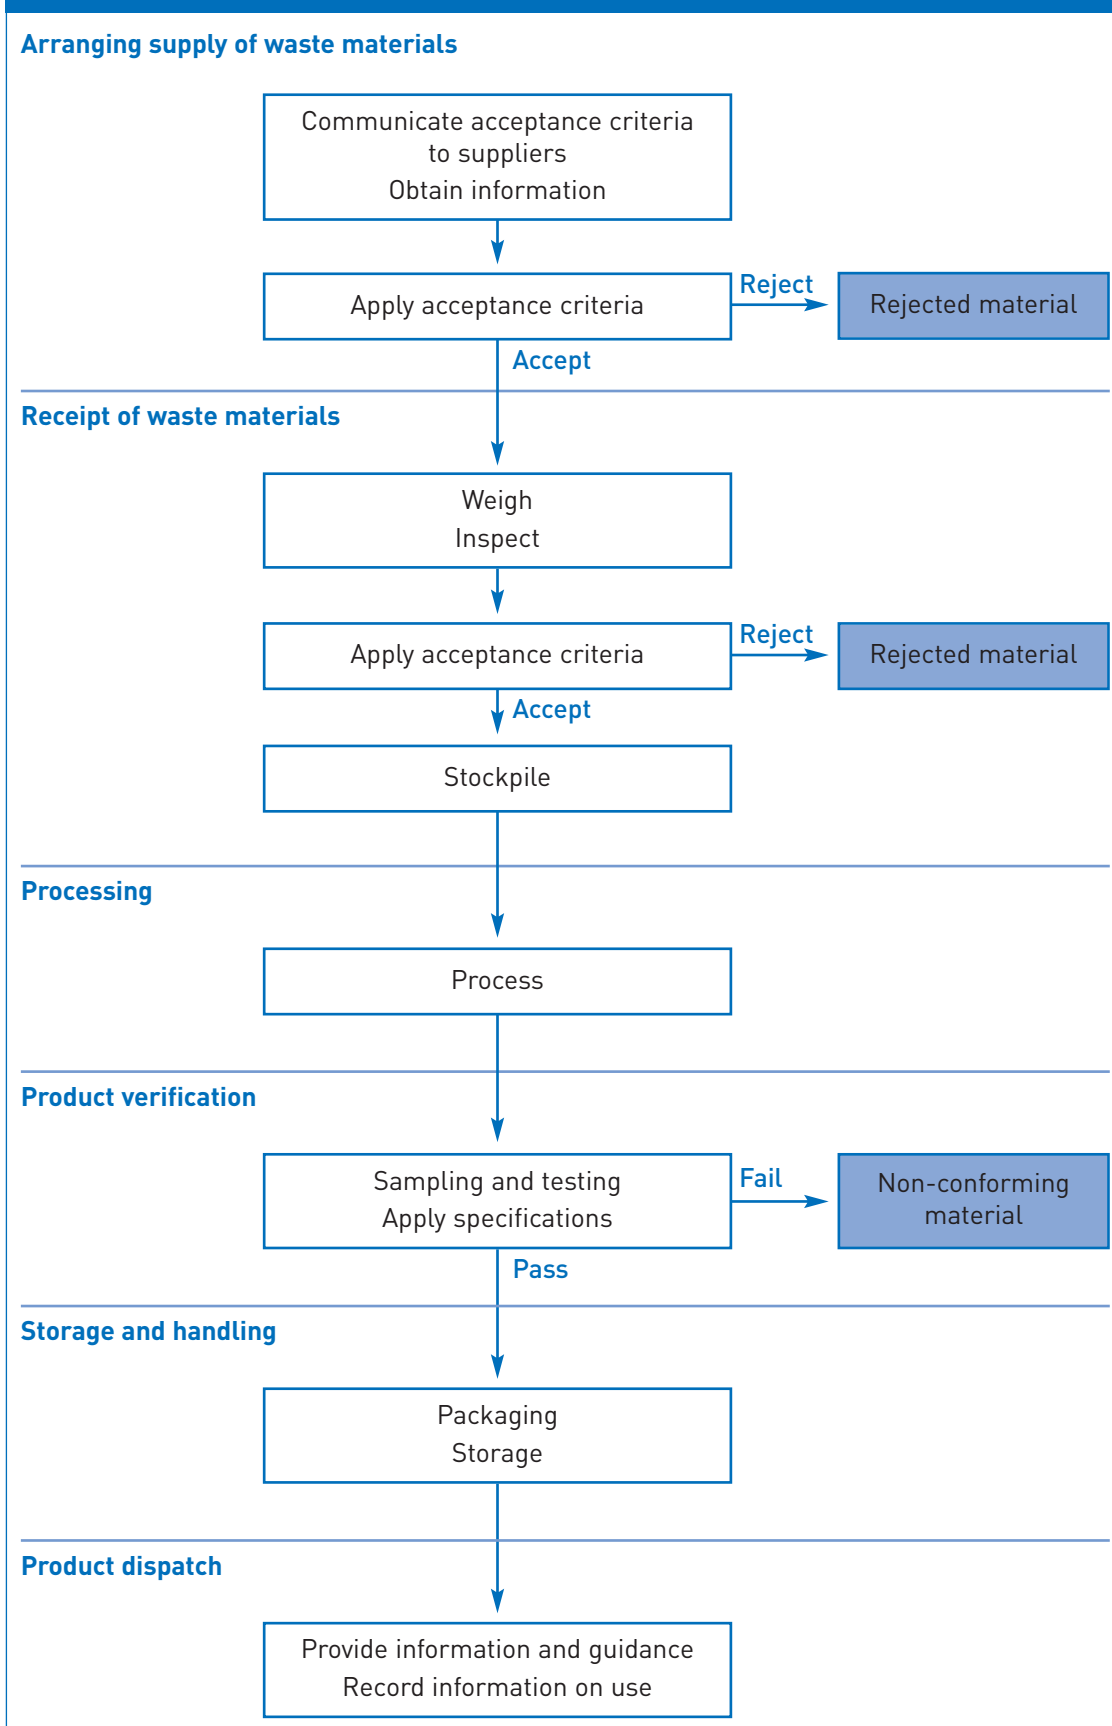 Arranging supply of waste materials
Communicate acceptance criteria
to suppliers
Obtain information
Apply acceptance criteria
Reject
Rejected material
Accept
Receipt of waste materials
Weigh
Inspect
Apply acceptance criteria
Reject
Rejected material
Accept
Stockpile
Processing
Process
Product verification
Sampling and testing
Apply specifications
Fail
Non-conforming
material
Pass
Storage and handling
Packaging
Storage
Product dispatch
Provide information and guidance
Record information on use